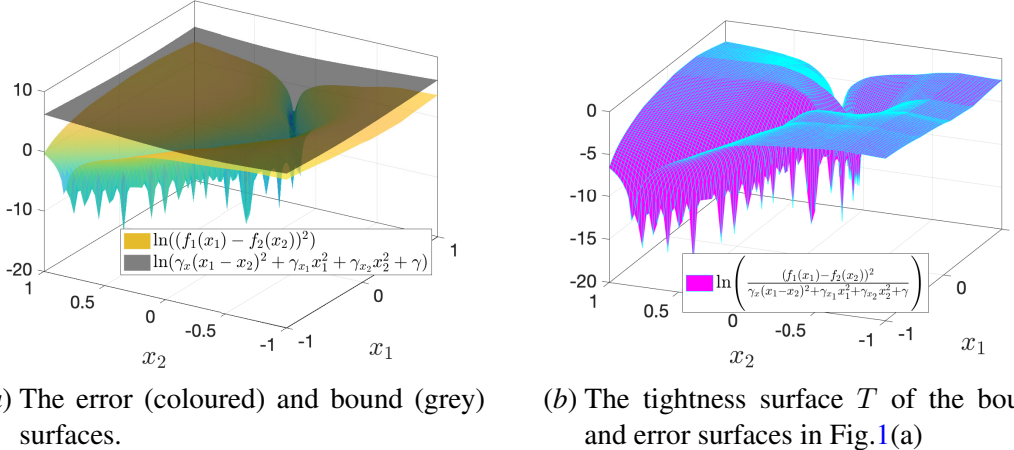 10
0
-10
-20
1
0.5
0
-0.5
-1
-1
0
1
x₂
x₁
ln((f₁(x₁) − f₂(x₂))²)
ln(γₓ(x₁ − x₂)² + γₓ₁x₁² + γₓ₂x₂² + γ)
) The error (coloured) and bound (grey)
surfaces.
0
-5
-10
-15
-20
1
0.5
0
-0.5
-1
-1
0
x₂
x₁
ln( (f₁(x₁)−f₂(x₂))² / γₓ(x₁−x₂)²+γₓ₁x₁²+γₓ₂x₂²+γ )
(b) The tightness surface T of the bou
and error surfaces in Fig.1(a)